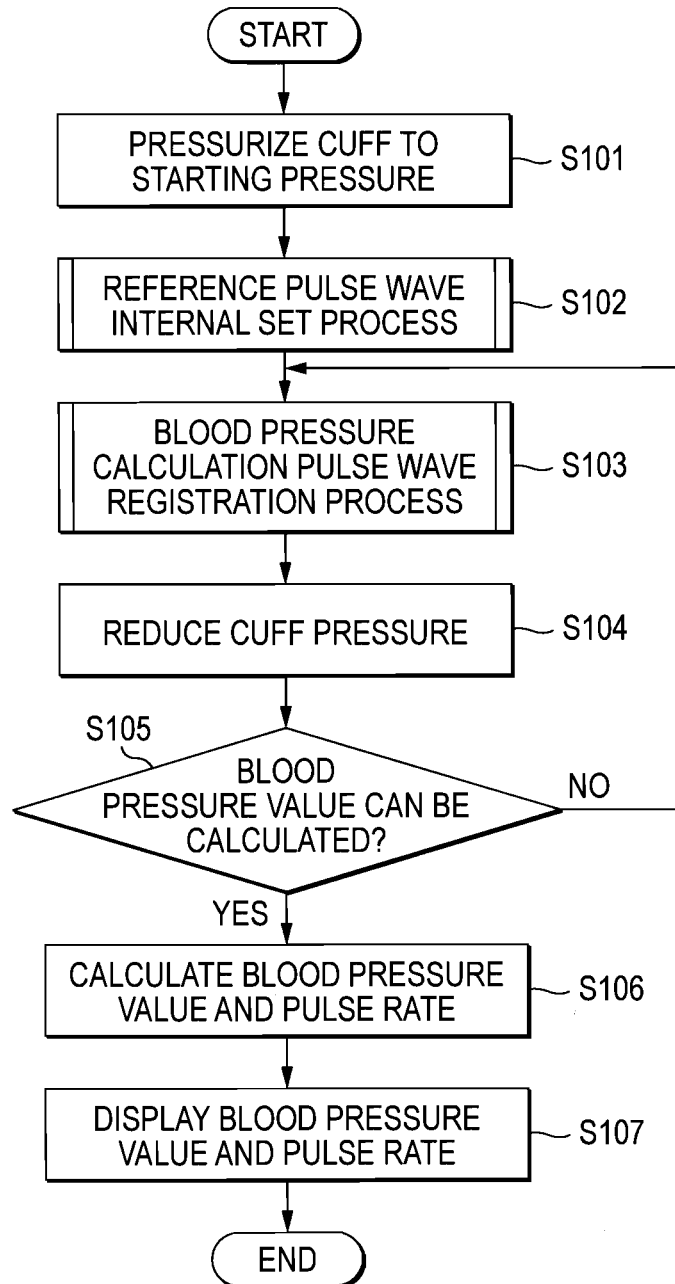 START
PRESSURIZE CUFF TO
STARTING PRESSURE
S101
REFERENCE PULSE WAVE
INTERNAL SET PROCESS
S102
BLOOD PRESSURE
CALCULATION PULSE WAVE
REGISTRATION PROCESS
S103
REDUCE CUFF PRESSURE
S104
S105
BLOOD
PRESSURE VALUE CAN BE
CALCULATED?
NO
YES
CALCULATE BLOOD PRESSURE
VALUE AND PULSE RATE
S106
DISPLAY BLOOD PRESSURE
VALUE AND PULSE RATE
S107
END